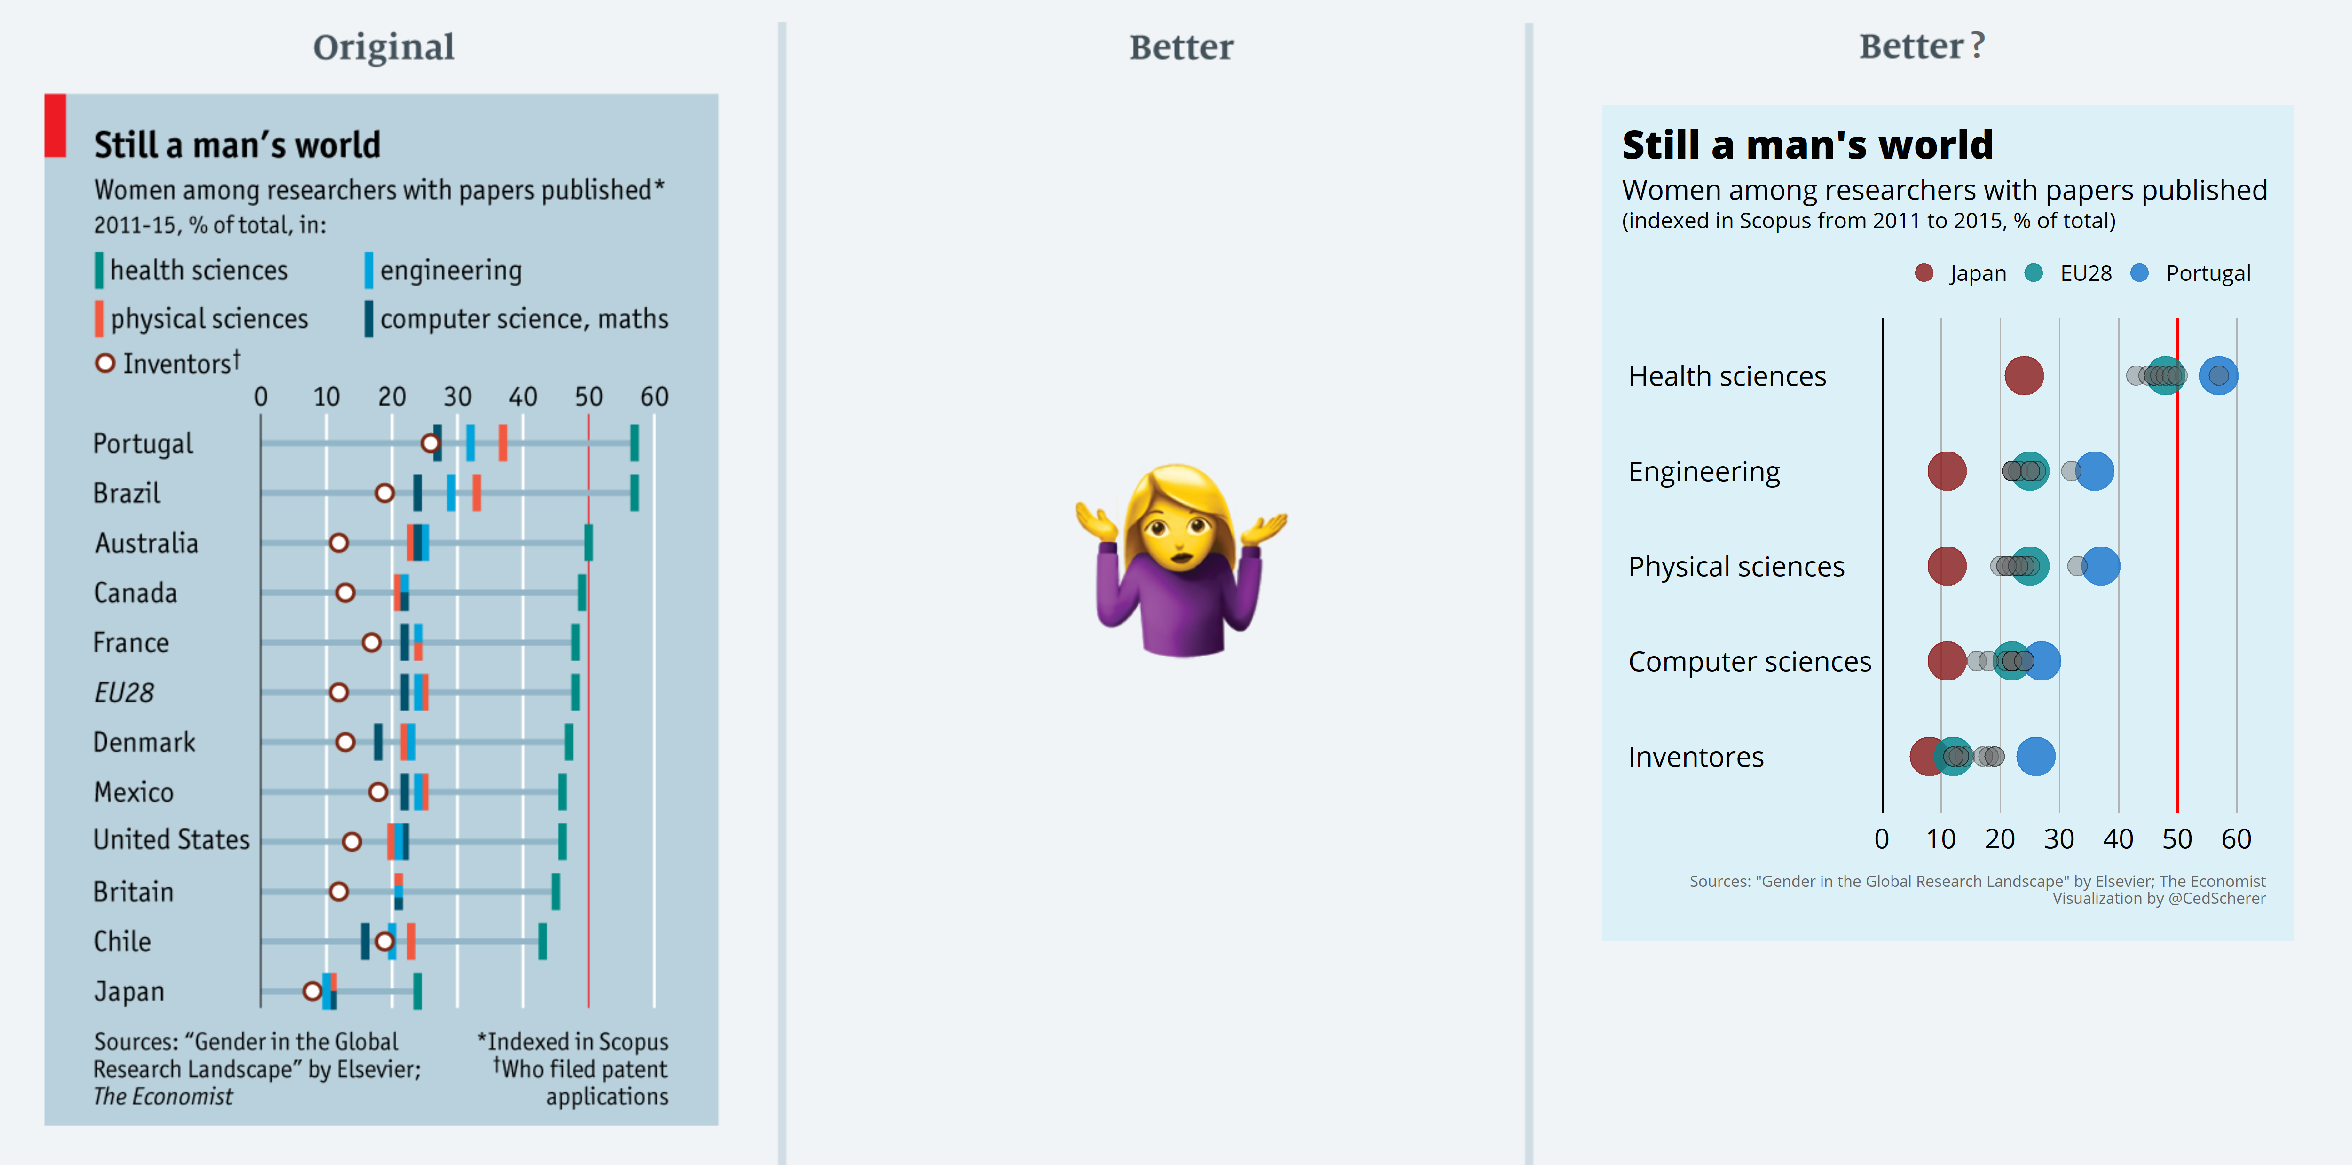 Original
Still a man’s world
Women among researchers with papers published*
2011-15, % of total, in:
health sciences
engineering
physical sciences
computer science, maths
Inventors†
0 10 20 30 40 50 60
Portugal
Brazil
Australia
Canada
France
EU28
Denmark
Mexico
United States
Britain
Chile
Japan
Sources: “Gender in the Global
Research Landscape” by Elsevier;
The Economist
*Indexed in Scopus
†Who filed patent
applications
Better
Better?
Still a man's world
Women among researchers with papers published
(indexed in Scopus from 2011 to 2015, % of total)
Japan EU28 Portugal
Health sciences
Engineering
Physical sciences
Computer sciences
Inventores
0 10 20 30 40 50 60
Sources: "Gender in the Global Research Landscape" by Elsevier; The Economist
Visualization by @CedScherer